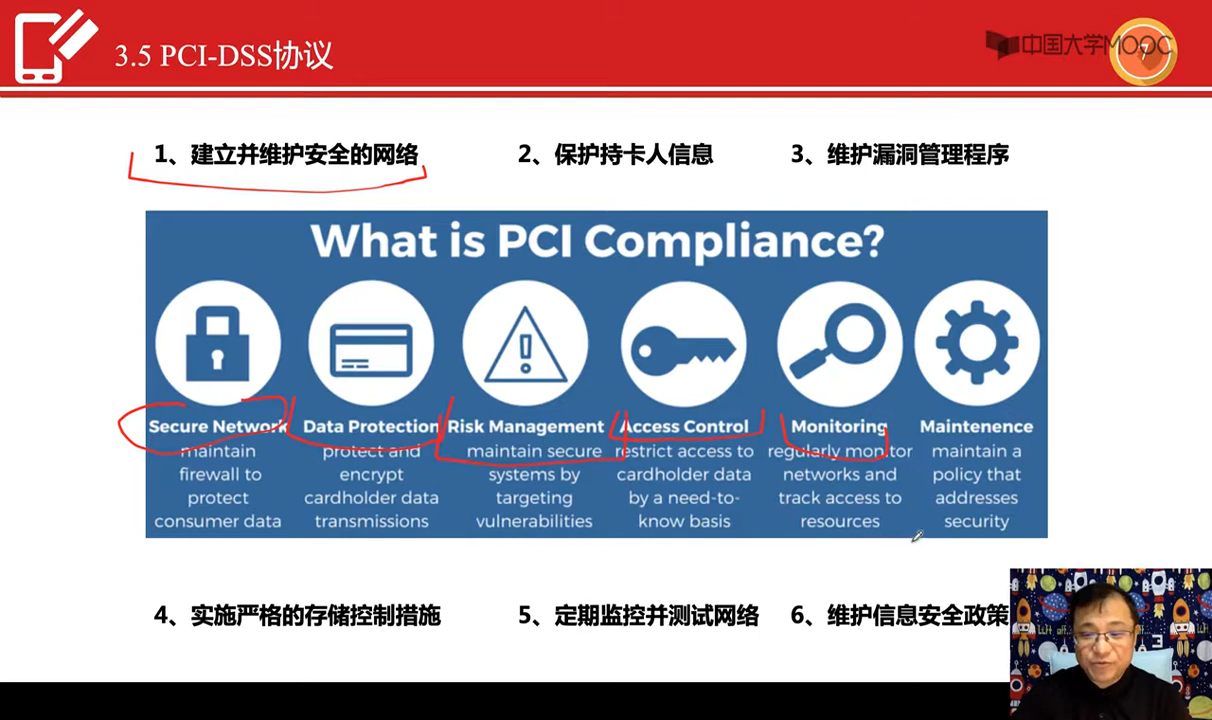 3.5 PCI-DSS协议
中国大学MOOC
1、建立并维护安全的网络
2、保护持卡人信息
3、维护漏洞管理程序
What is PCI Compliance?
Secure Network
maintain
firewall to
protect
consumer data
Data Protection
protect and
encrypt
cardholder data
transmissions
Risk Management
maintain secure
systems by
targeting
vulnerabilities
Access Control
restrict access to
cardholder data
by a need-to-
know basis
Monitoring
regularly monitor
networks and
track access to
resources
Maintenence
maintain a
policy that
addresses
security
4、实施严格的存储控制措施
5、定期监控并测试网络
6、维护信息安全政策